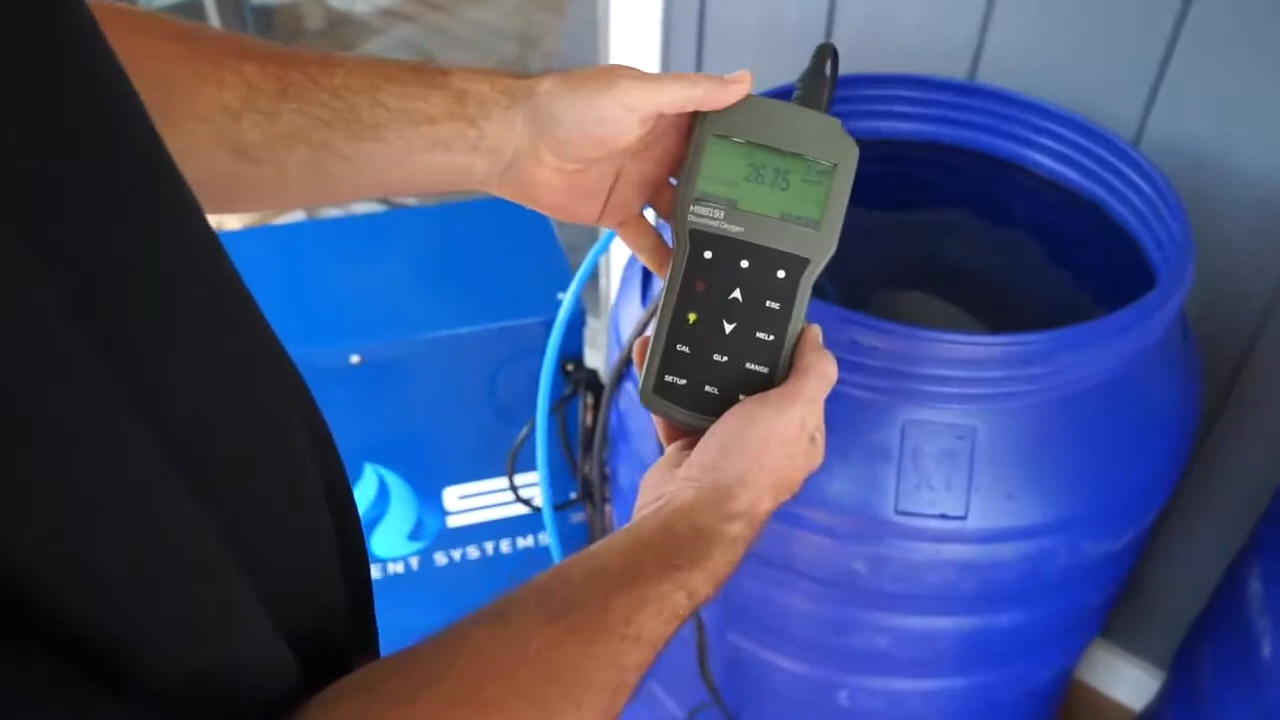 26.75
HI98193
Dissolved Oxygen
ESC
HELP
CAL
GLP
RANGE
SETUP
RCL
ENT SYSTEMS